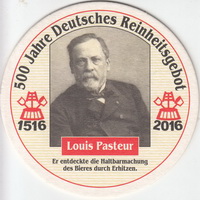 500 Jahre Deutsches Reinheitsgebot
1516
2016
Louis Pasteur
Er entdeckte die Haltbarmachung
des Bieres durch Erhitzen.